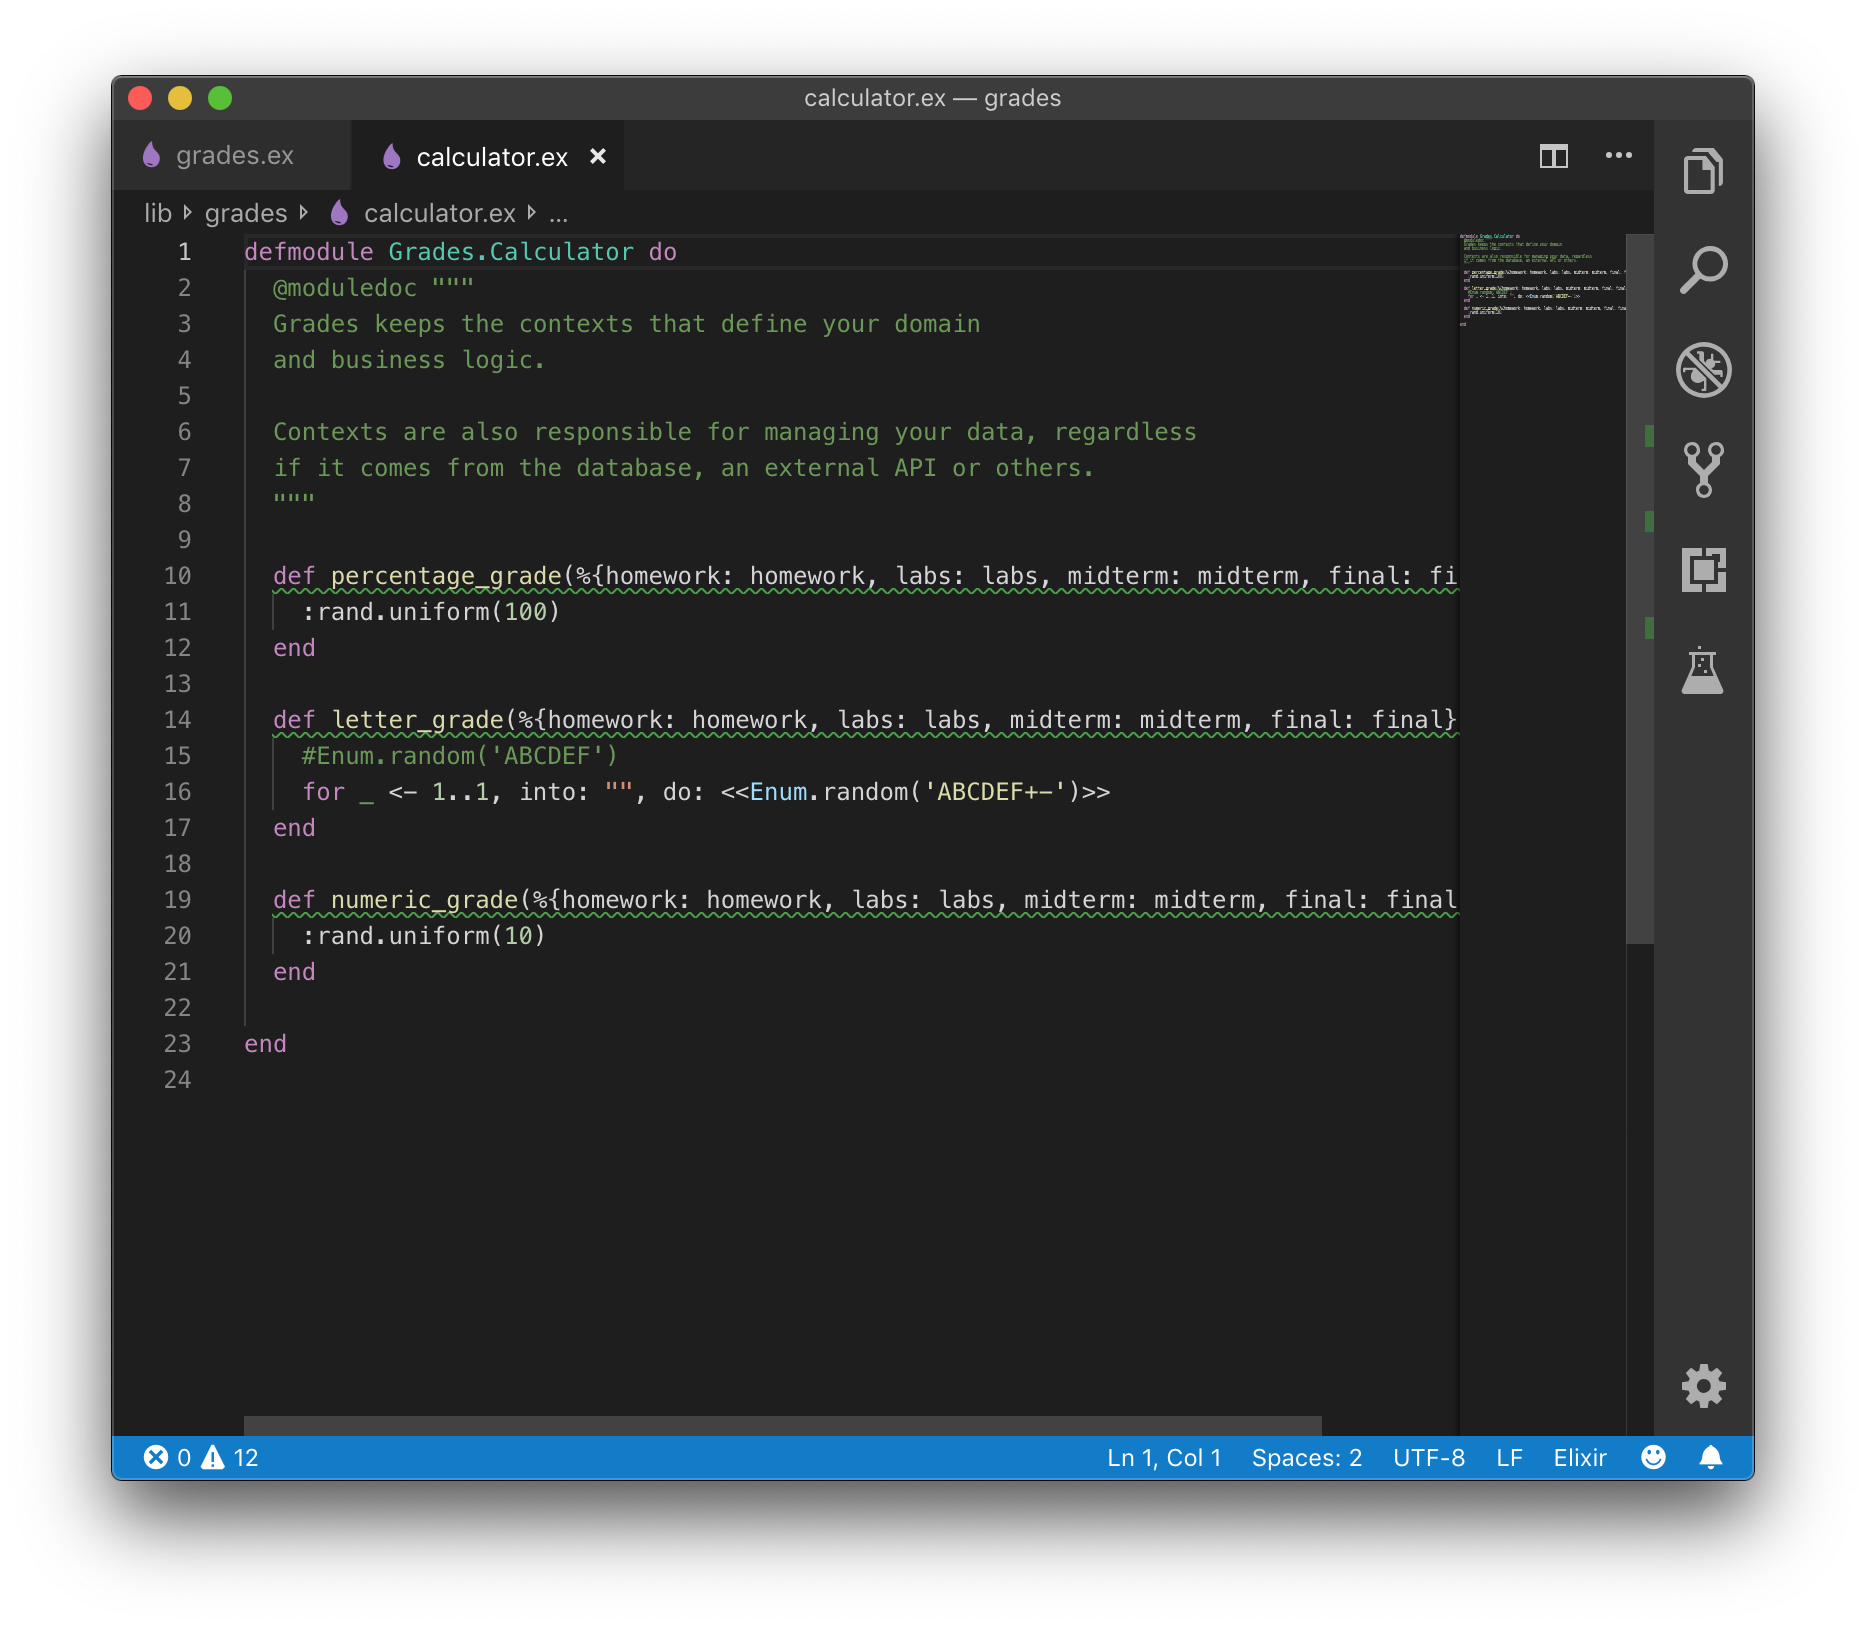 calculator.ex — grades
grades.ex
calculator.ex
lib grades calculator.ex ...
1 defmodule Grades.Calculator do
2 @moduledoc """
3 Grades keeps the contexts that define your domain
4 and business logic.
5
6 Contexts are also responsible for managing your data, regardless
7 if it comes from the database, an external API or others.
8 """
9
10 def percentage_grade(%{homework: homework, labs: labs, midterm: midterm, final: fi
11 :rand.uniform(100)
12 end
13
14 def letter_grade(%{homework: homework, labs: labs, midterm: midterm, final: final}
15 #Enum.random('ABCDEF')
16 for _ <- 1..1, into: "", do: <<Enum.random('ABCDEF+-')>>
17 end
18
19 def numeric_grade(%{homework: homework, labs: labs, midterm: midterm, final: final
20 :rand.uniform(10)
21 end
22
23 end
24
0 12 Ln 1, Col 1 Spaces: 2 UTF-8 LF Elixir